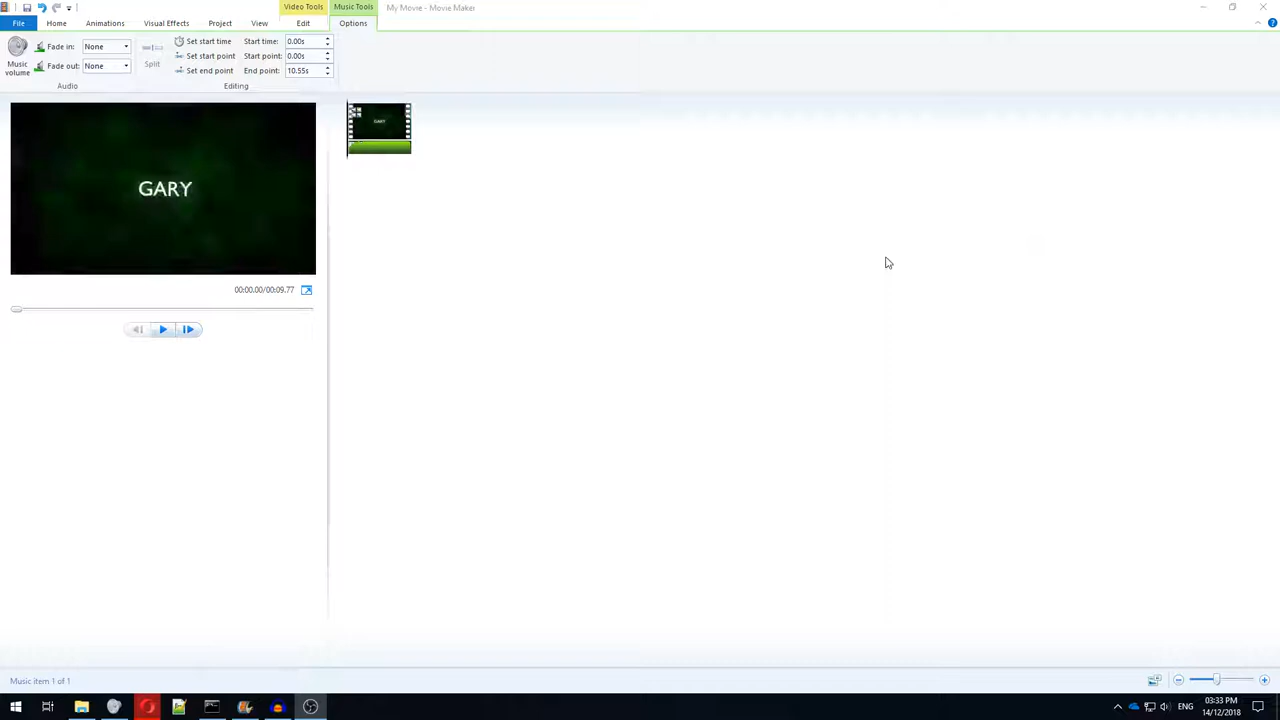 Video Tools Music Tools My Movie - Movie Maker
File Home Animations Visual Effects Project View Edit Options
Music volume
Fade in: None
Fade out: None
Audio
Split
Set start time
Set start point
Set end point
Start time: 0.00s
Start point: 0.00s
End point: 10.55s
Editing
GARY
GARY
00:00.00/00:09.77
Music item 1 of 1
ENG
03:33 PM
14/12/2018